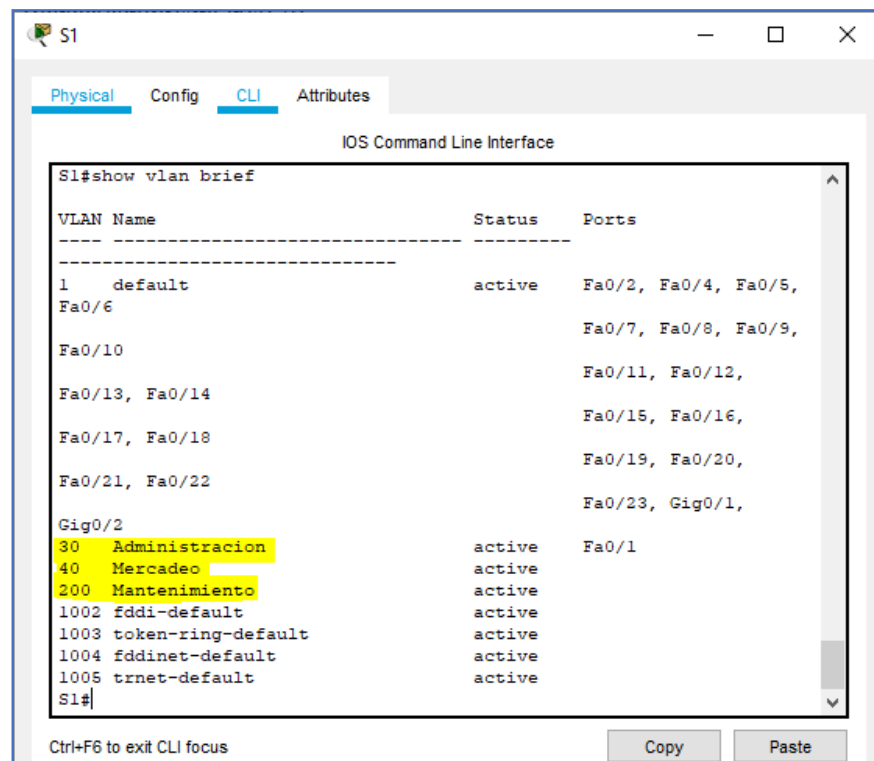 S1
Physical Config CLI Attributes
IOS Command Line Interface
S1#show vlan brief
VLAN Name Status Ports
---- -------------------------------- ---------
-------------------------------
1 default active Fa0/2, Fa0/4, Fa0/5,
Fa0/6
Fa0/7, Fa0/8, Fa0/9,
Fa0/10
Fa0/11, Fa0/12,
Fa0/13, Fa0/14
Fa0/15, Fa0/16,
Fa0/17, Fa0/18
Fa0/19, Fa0/20,
Fa0/21, Fa0/22
Fa0/23, Gig0/1,
Gig0/2
30 Administracion active Fa0/1
40 Mercadeo active
200 Mantenimiento active
1002 fddi-default active
1003 token-ring-default active
1004 fddinet-default active
1005 trnet-default active
S1#
Ctrl+F6 to exit CLI focus
Copy Paste